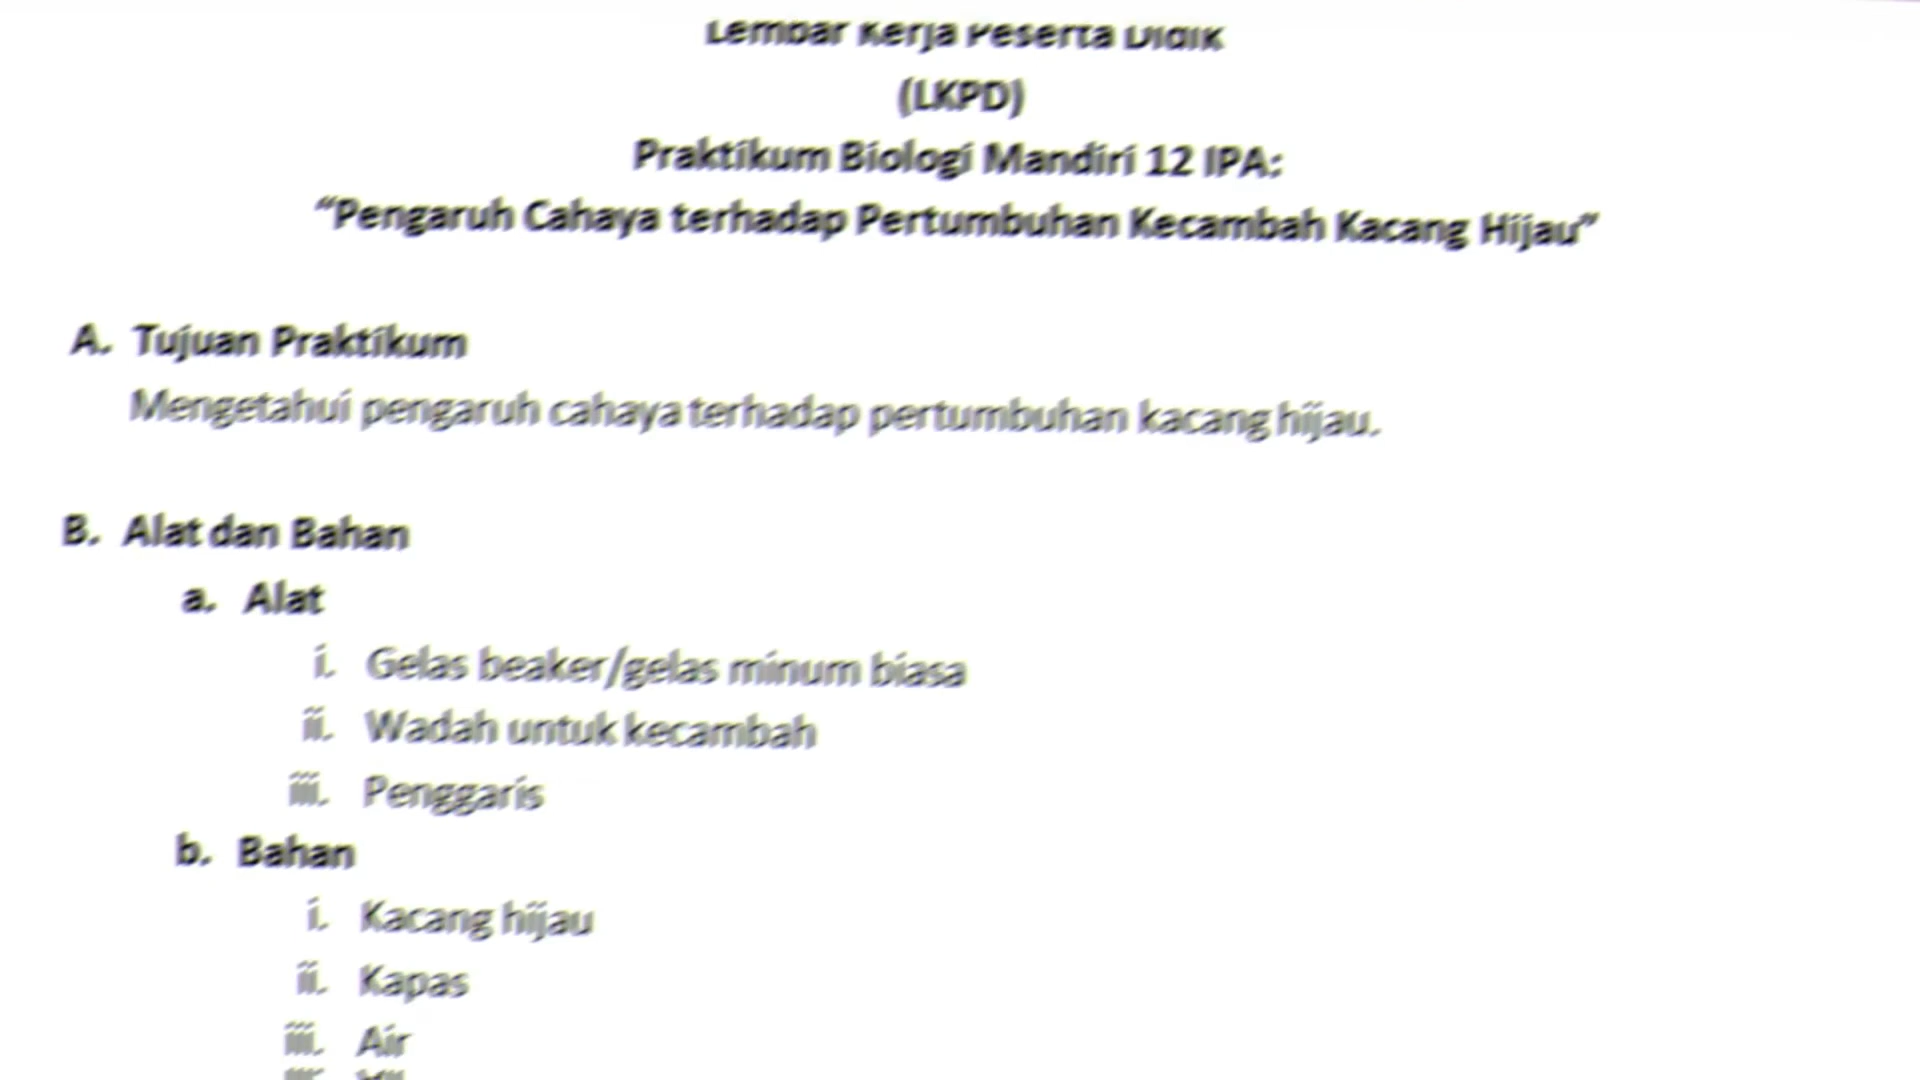 Lembar Kerja Peserta Didik
(LKPD)
Praktikum Biologi Mandiri 12 IPA:
“Pengaruh Cahaya terhadap Pertumbuhan Kecambah Kacang Hijau”
A. Tujuan Praktikum
Mengetahui pengaruh cahaya terhadap pertumbuhan kacang hijau.
B. Alat dan Bahan
a. Alat
i. Gelas beaker/gelas minum biasa
ii. Wadah untuk kecambah
iii. Penggaris
b. Bahan
i. Kacang hijau
ii. Kapas
iii. Air